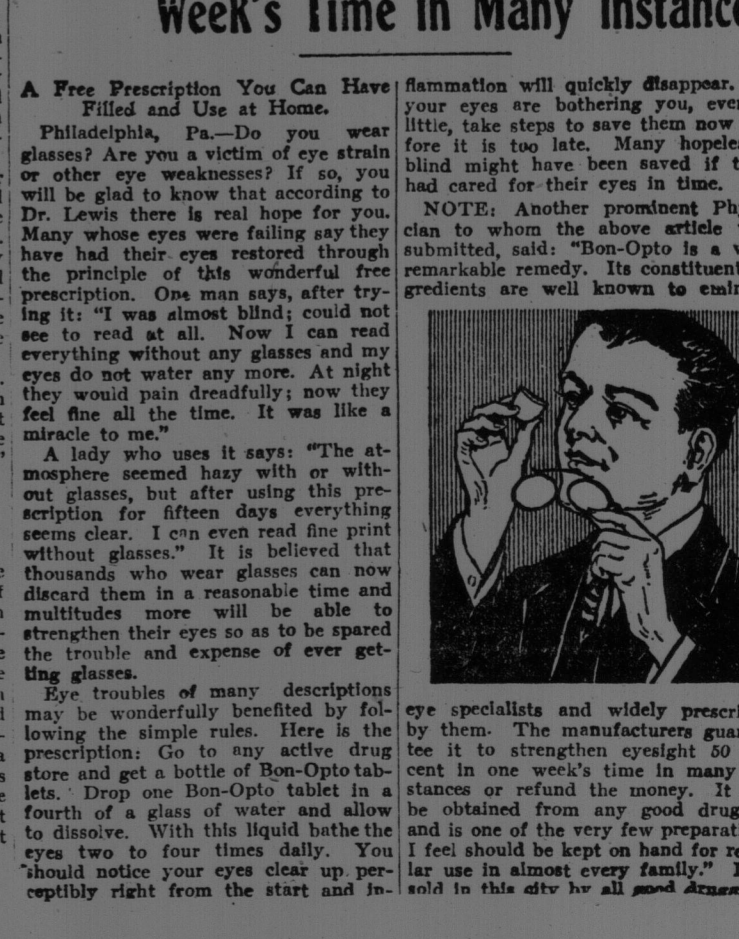 Week's Time in Many Instance
A Free Prescription You Can Have
Filled and Use at Home.
Philadelphia, Pa.—Do you wear
glasses? Are you a victim of eye strain
or other eye weaknesses? If so, you
will be glad to know that according to
Dr. Lewis there is real hope for you.
Many whose eyes were failing say they
have had their eyes restored through
the principle of this wonderful free
prescription. One man says, after try-
ing it: "I was almost blind; could not
see to read at all. Now I can read
everything without any glasses and my
eyes do not water any more. At night
they would pain dreadfully; now they
feel fine all the time. It was like a
miracle to me."
A lady who uses it says: "The at-
mosphere seemed hazy with or with-
out glasses, but after using this pre-
scription for fifteen days everything
seems clear. I can even read fine print
without glasses." It is believed that
thousands who wear glasses can now
discard them in a reasonable time and
multitudes more will be able to
strengthen their eyes so as to be spared
the trouble and expense of ever get-
ting glasses.
Eye troubles of many descriptions
may be wonderfully benefited by fol-
lowing the simple rules. Here is the
prescription: Go to any active drug
store and get a bottle of Bon-Opto tab-
lets. Drop one Bon-Opto tablet in a
fourth of a glass of water and allow
to dissolve. With this liquid bathe the
eyes two to four times daily. You
should notice your eyes clear up per-
ceptibly right from the start and in-
flammation will quickly disappear.
your eyes are bothering you, eve
little, take steps to save them now
fore it is too late. Many hopele
blind might have been saved if t
had cared for their eyes in time.
NOTE: Another prominent Ph
cian to whom the above article
submitted, said: "Bon-Opto is a v
remarkable remedy. Its constituent
gredients are well known to emi
eye specialists and widely prescri
by them. The manufacturers guar
tee it to strengthen eyesight 50
cent in one week's time in many
stances or refund the money. It
be obtained from any good drug
and is one of the very few preparati
I feel should be kept on hand for re
lar use in almost every family."
sold in this city by all good